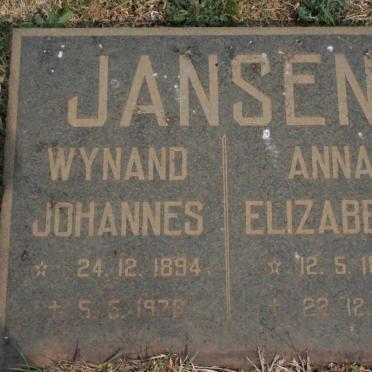 JANSEN
WYNAND
JOHANNES
☆ 24.12.1894
+ 5.5.1976
ANNA
ELIZABE
☆ 12.5.1
+ 22.12.